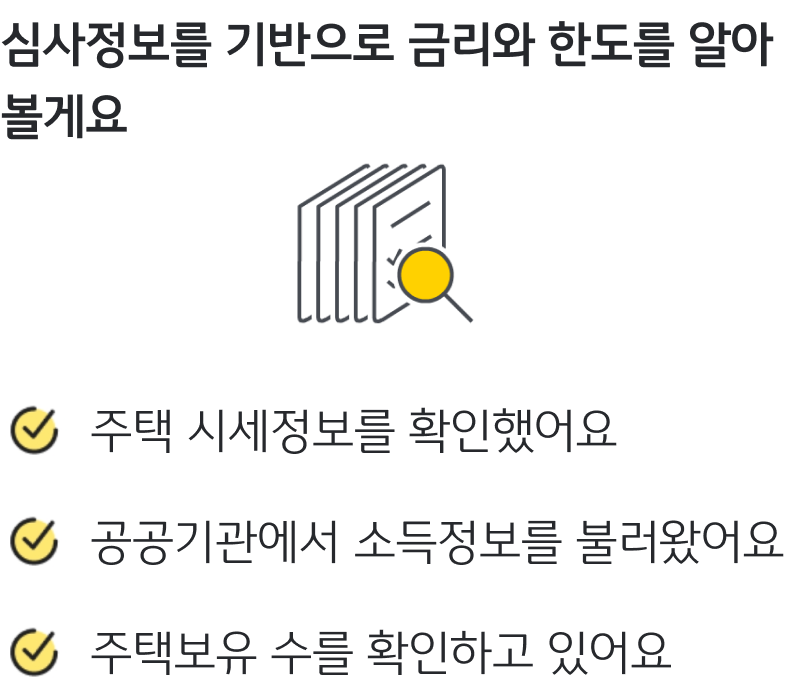 심사정보를 기반으로 금리와 한도를 알아
볼게요
주택 시세정보를 확인했어요
공공기관에서 소득정보를 불러왔어요
주택보유 수를 확인하고 있어요